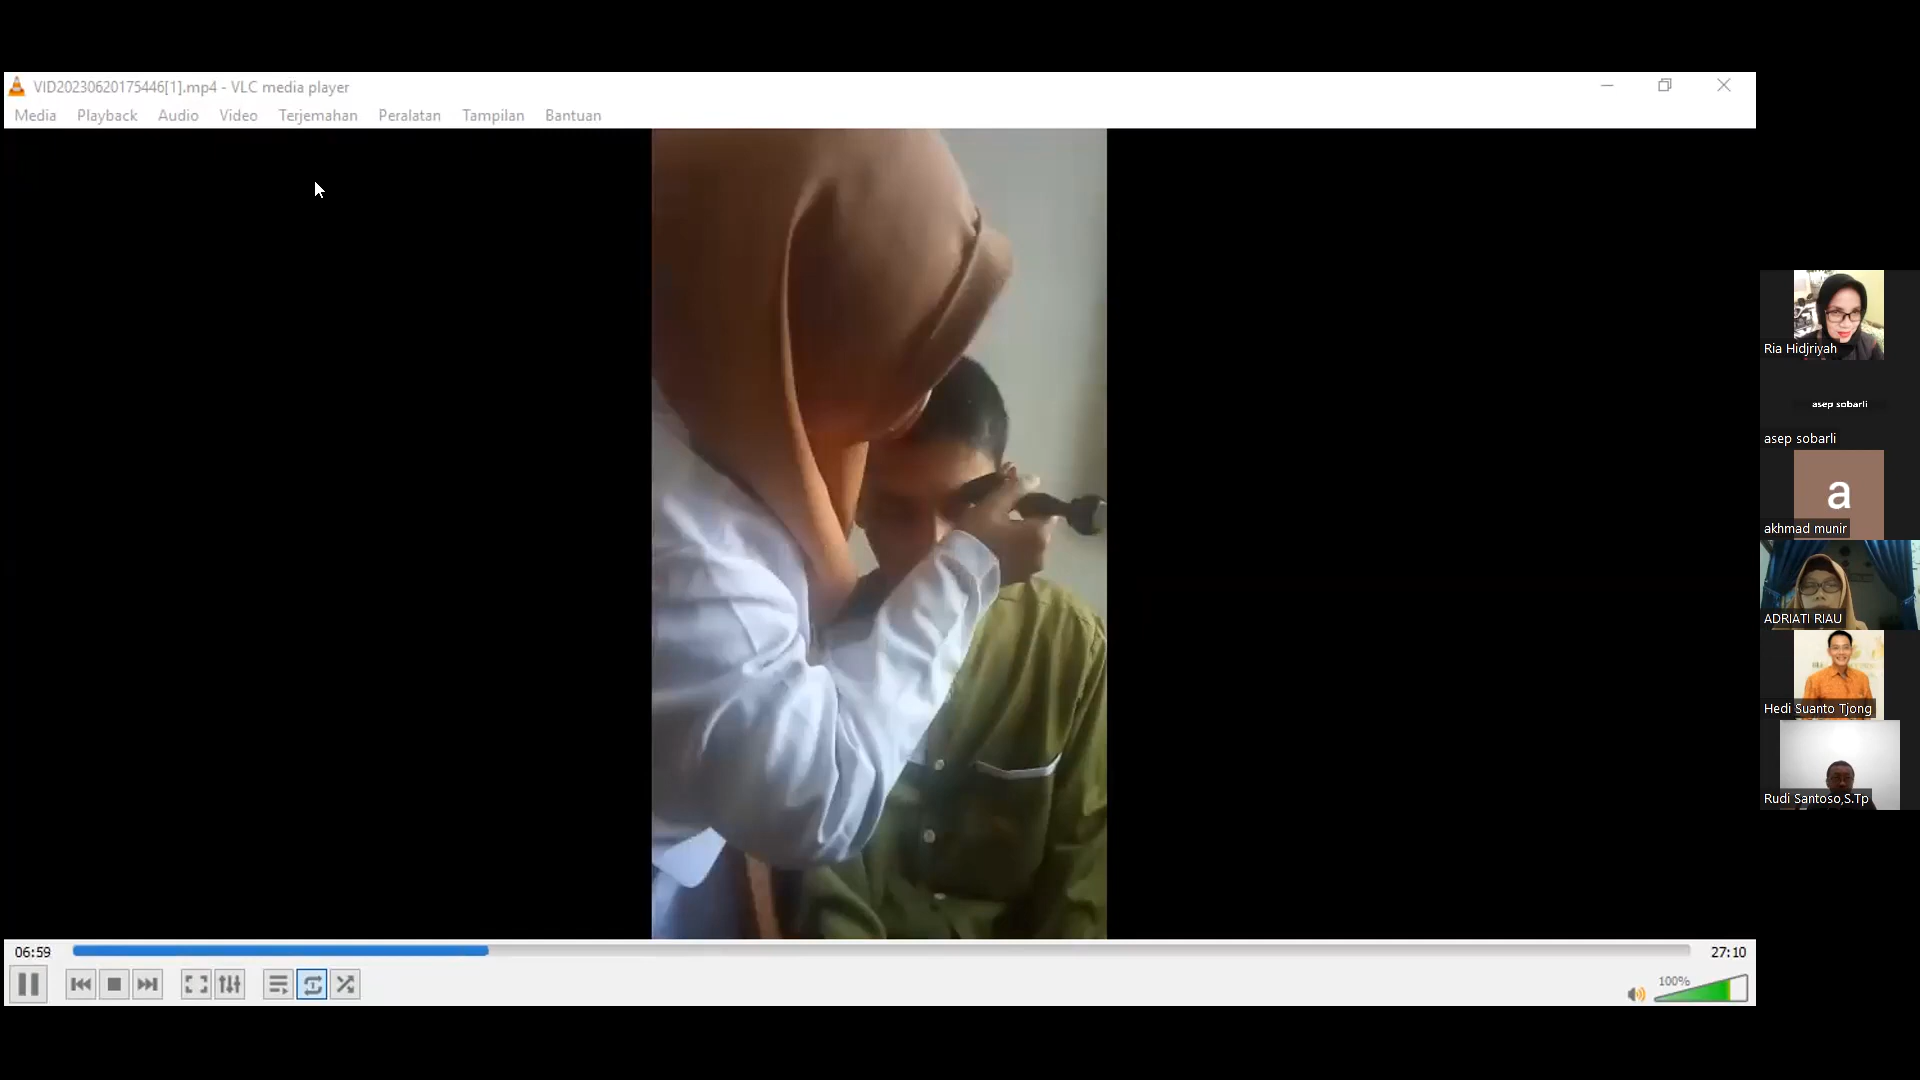 VID20230620175446[1].mp4 - VLC media player
Media Playback Audio Video Terjemahan Peralatan Tampilan Bantuan
Ria Hidjriyah
asep sobarli
asep sobarli
a
akhmad munir
ADRIATI RIAU
Hedi Suanto Tjong
Rudi Santoso,S.Tp
06:59
27:10
100%